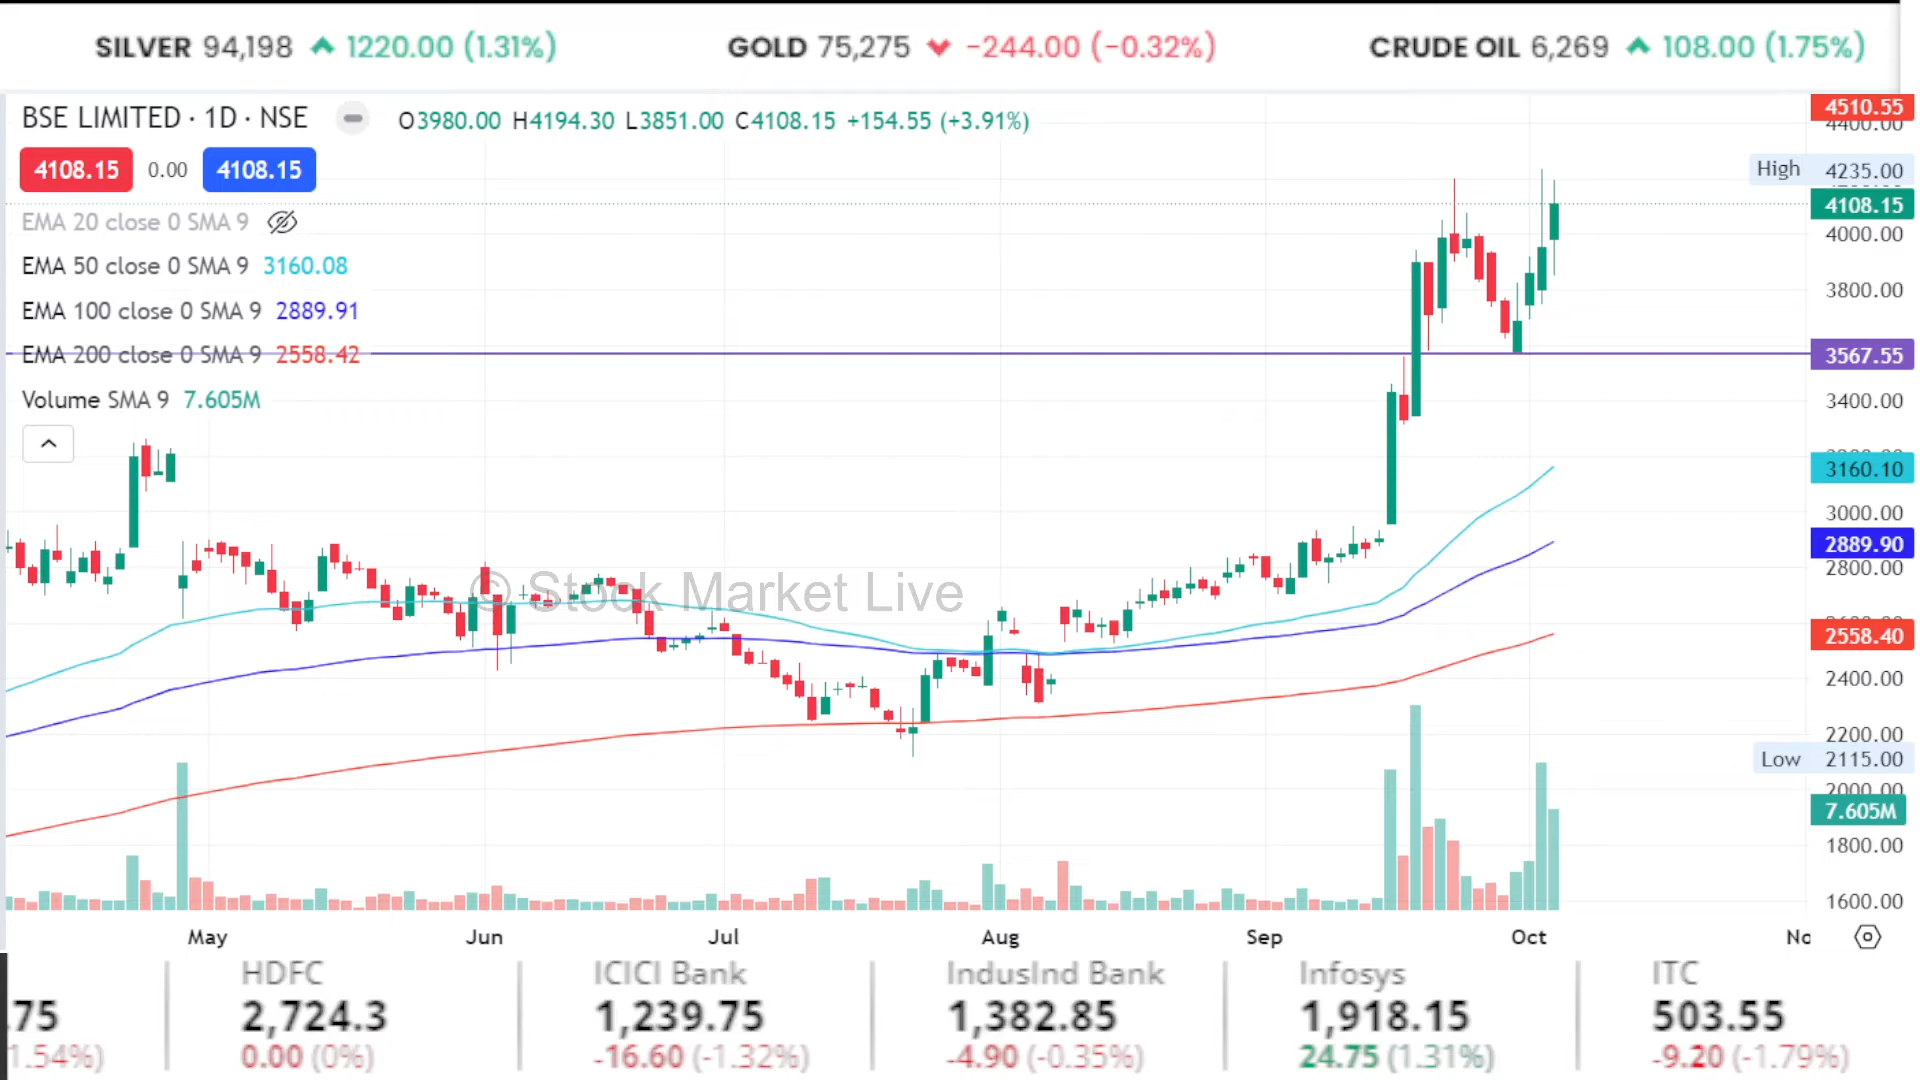 SILVER 94,198 1220.00 (1.31%) GOLD 75,275 -244.00 (-0.32%) CRUDE OIL 6,269 108.00 (1.75%)
BSE LIMITED · 1D · NSE O3980.00 H4194.30 L3851.00 C4108.15 +154.55 (+3.91%)
4108.15 0.00 4108.15
EMA 20 close 0 SMA 9
EMA 50 close 0 SMA 9 3160.08
EMA 100 close 0 SMA 9 2889.91
EMA 200 close 0 SMA 9 2558.42
Volume SMA 9 7.605M
© Stock Market Live
4510.55
4400.00
High 4235.00
4108.15
4000.00
3800.00
3567.55
3400.00
3160.10
3000.00
2889.90
2800.00
2558.40
2400.00
2200.00
Low 2115.00
2000.00
7.605M
1800.00
1600.00
May Jun Jul Aug Sep Oct
HDFC ICICI Bank IndusInd Bank Infosys ITC
.75 2,724.3 1,239.75 1,382.85 1,918.15 503.55
1.54%) 0.00 (0%) -16.60 (-1.32%) -4.90 (-0.35%) 24.75 (1.31%) -9.20 (-1.79%)